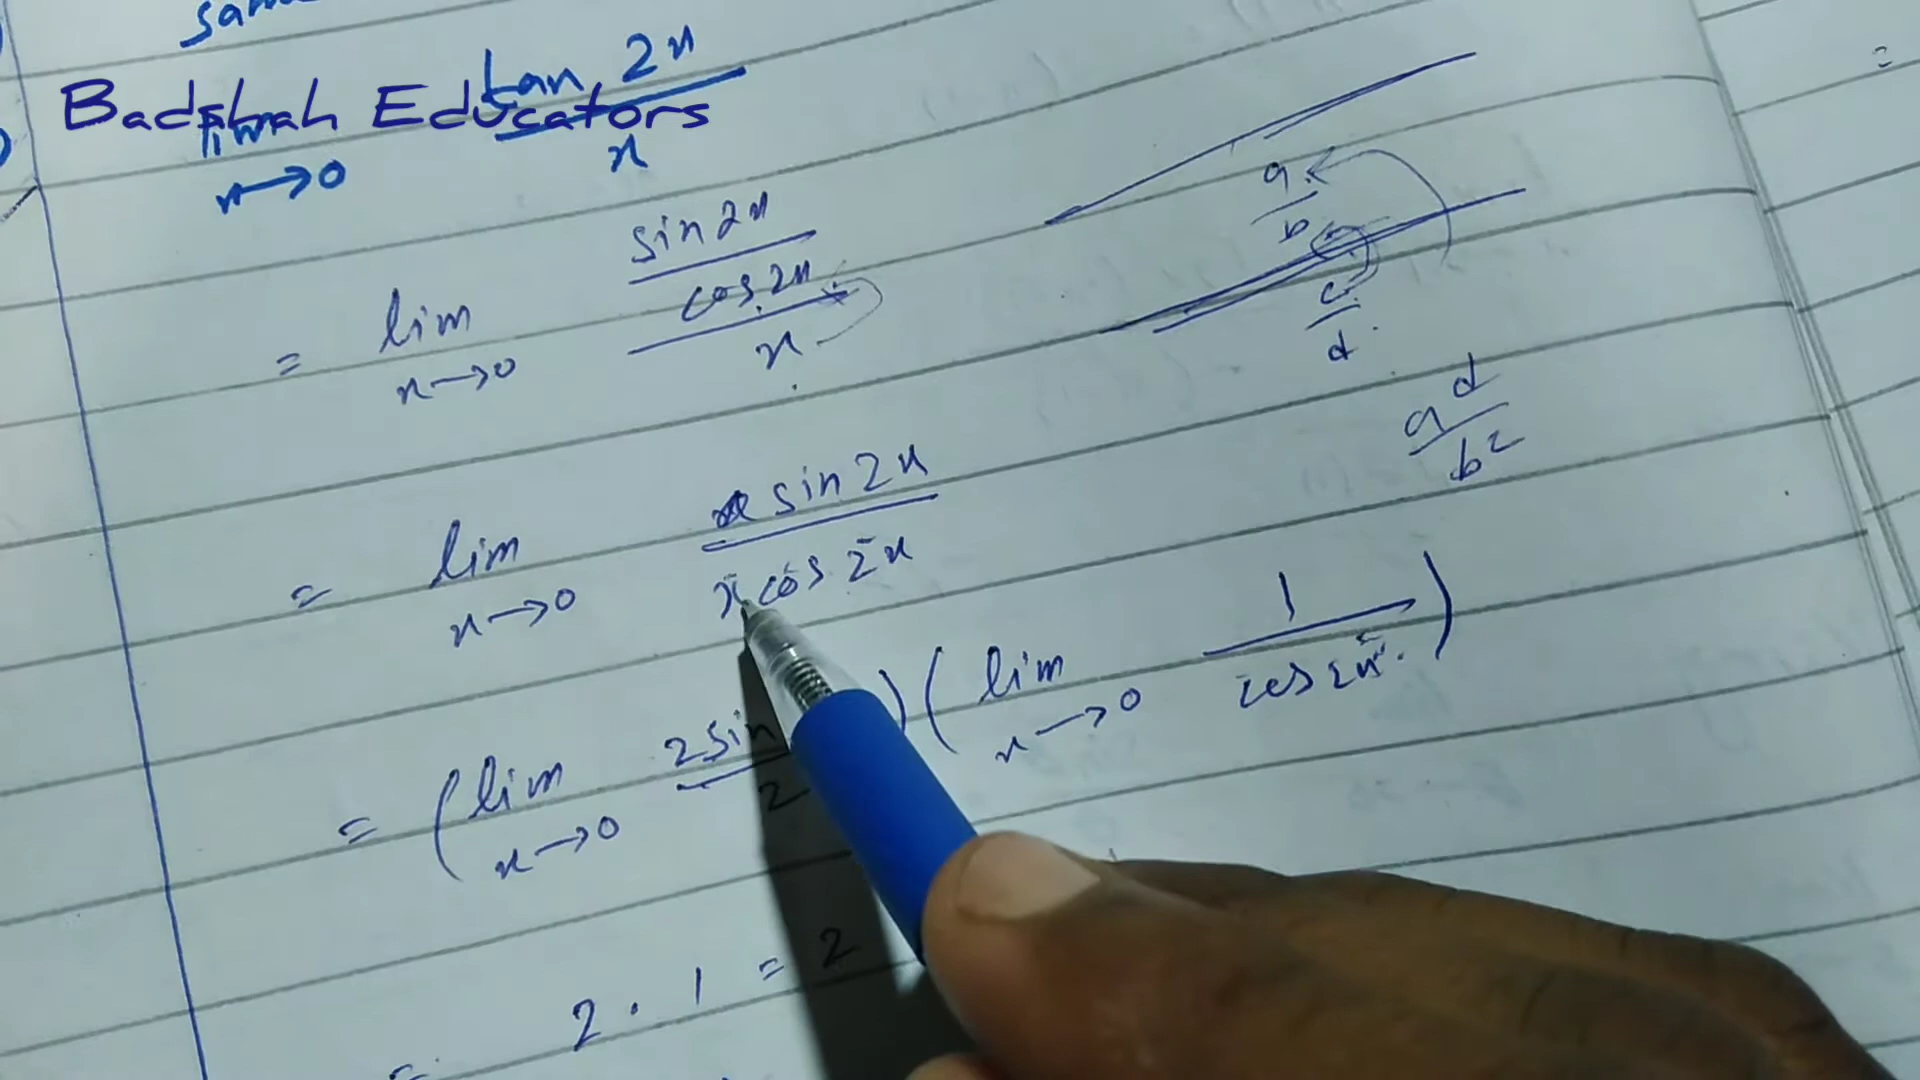 Badshah Educators
lim x→0 tan 2x / x
= lim x→0 sin 2x / cos 2x / x
a / b / c / d
ad / bc
= lim x→0 sin 2x / x cos 2x
= (lim x→0 2 sin / 2 ) (lim x→0 1 / cos 2x)
= 2 . 1 = 2